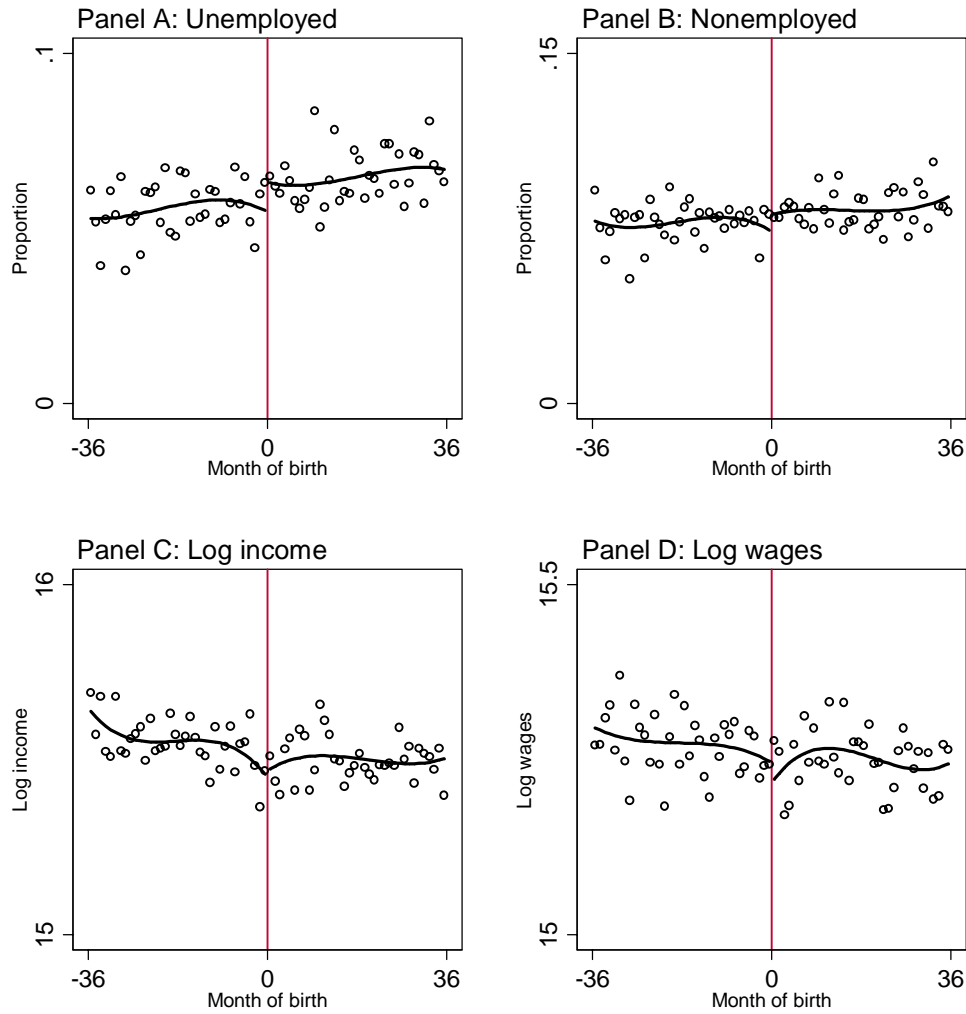 Panel A: Unemployed
.1
Proportion
0
-36 0 36
Month of birth
Panel B: Nonemployed
.15
Proportion
0
-36 0 36
Month of birth
Panel C: Log income
16
Log income
15
-36 0 36
Month of birth
Panel D: Log wages
15.5
Log wages
15
-36 0 36
Month of birth